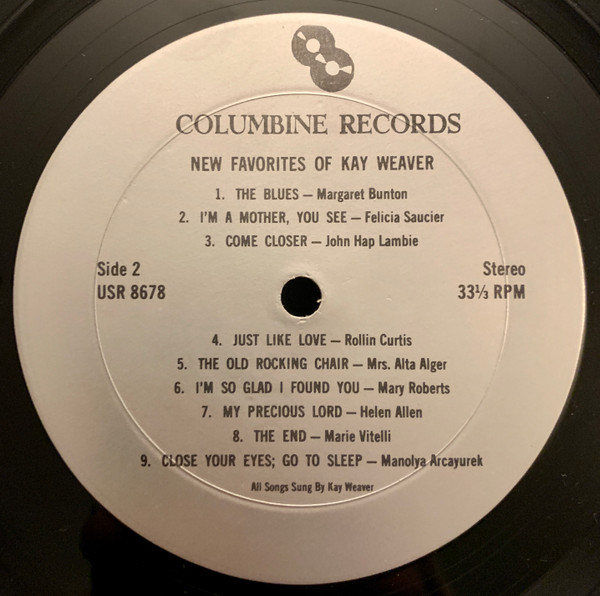 COLUMBINE RECORDS
NEW FAVORITES OF KAY WEAVER
1. THE BLUES — Margaret Bunton
2. I'M A MOTHER, YOU SEE — Felicia Saucier
3. COME CLOSER — John Hap Lambie
Side 2
USR 8678
Stereo
33⅓ RPM
4. JUST LIKE LOVE — Rollin Curtis
5. THE OLD ROCKING CHAIR — Mrs. Alta Alger
6. I'M SO GLAD I FOUND YOU — Mary Roberts
7. MY PRECIOUS LORD — Helen Allen
8. THE END — Marie Vitelli
9. CLOSE YOUR EYES; GO TO SLEEP — Manolya Arcayurek
All Songs Sung By Kay Weaver